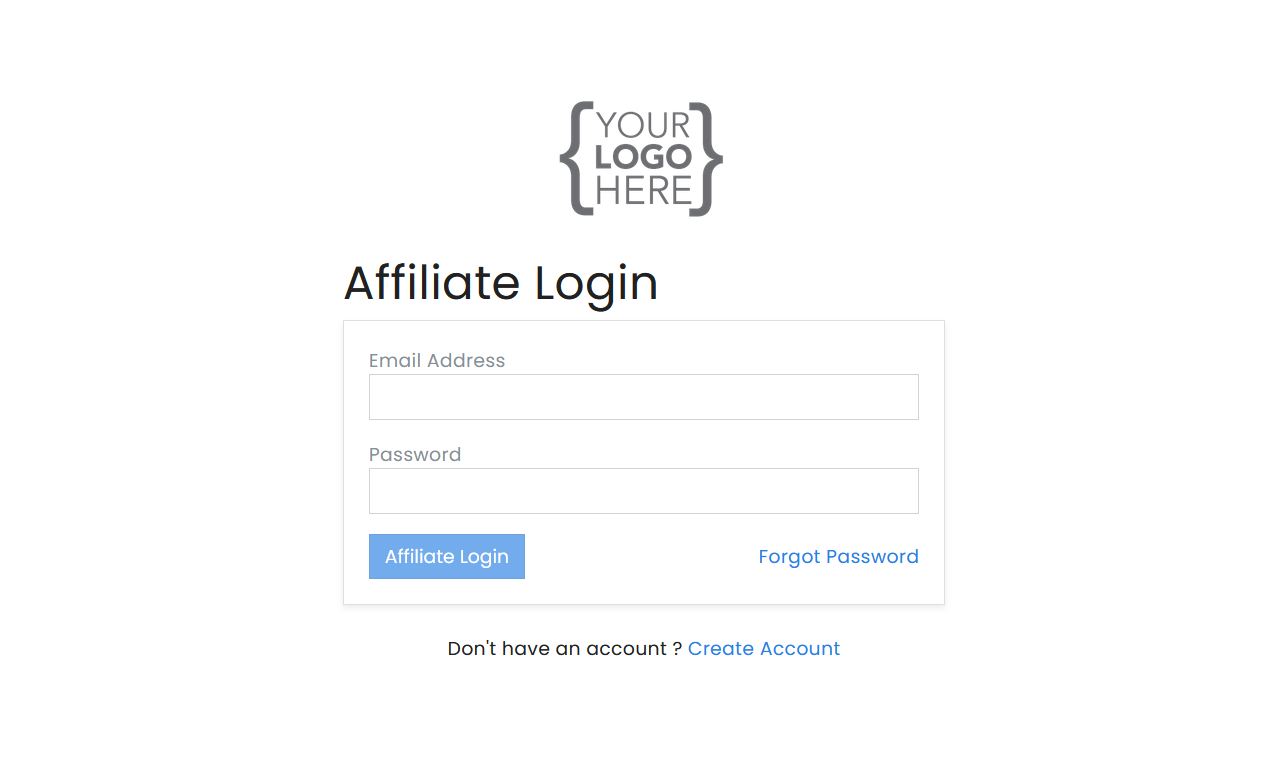 YOUR
LOGO
HERE
Affiliate Login
Email Address
Password
Affiliate Login Forgot Password
Don't have an account ? Create Account